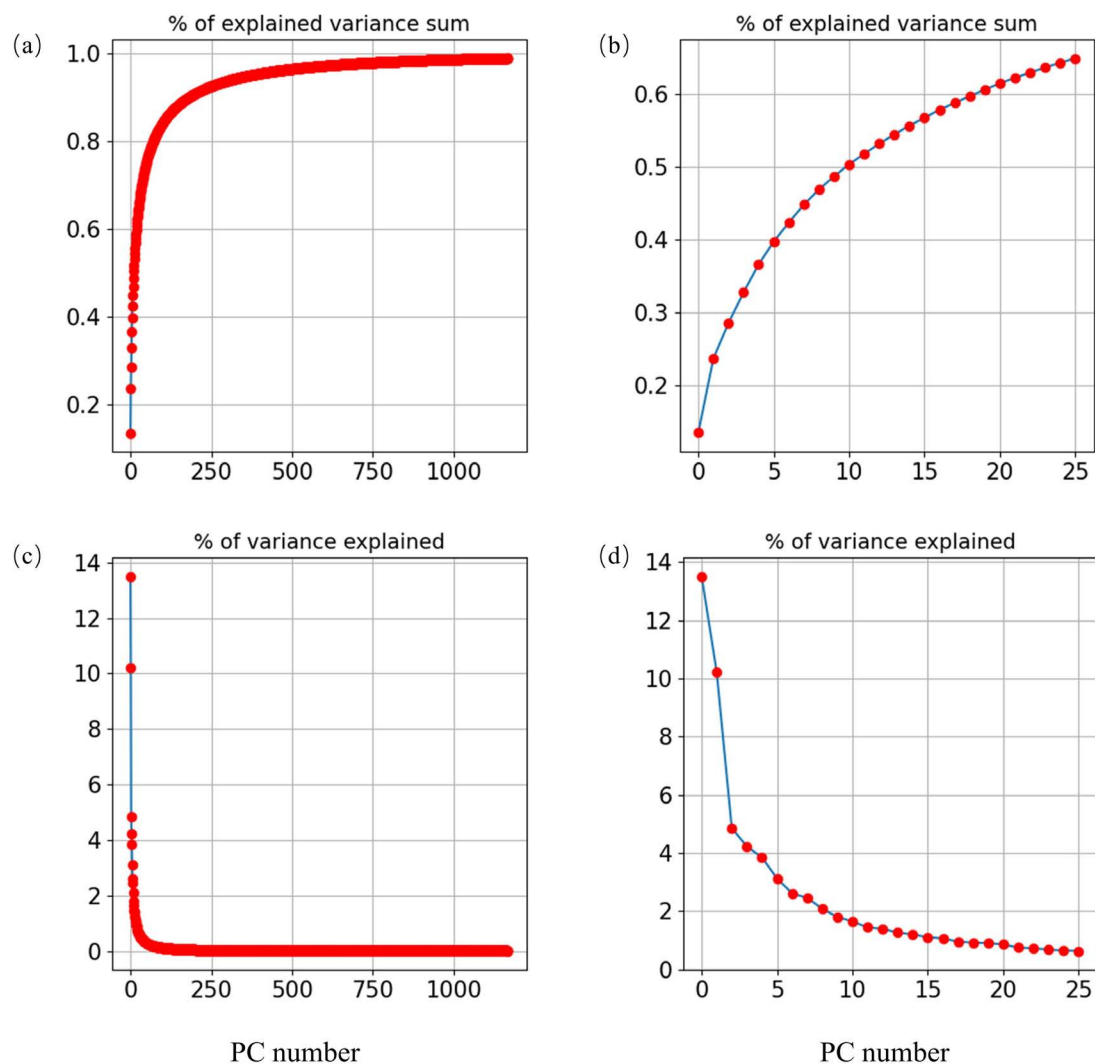 (a)
% of explained variance sum
1.0
0.8
0.6
0.4
0.2
0 250 500 750 1000
(b)
% of explained variance sum
0.6
0.5
0.4
0.3
0.2
0 5 10 15 20 25
(c)
% of variance explained
14
12
10
8
6
4
2
0
0 250 500 750 1000
PC number
(d)
% of variance explained
14
12
10
8
6
4
2
0
0 5 10 15 20 25
PC number